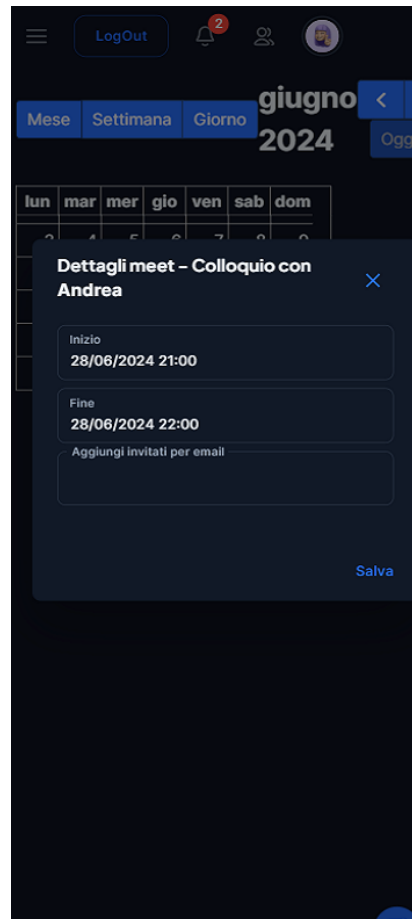 LogOut
2
Mese Settimana Giorno
giugno
2024
Ogg
lun mar mer gio ven sab dom
Dettagli meet – Colloquio con
Andrea
Inizio
28/06/2024 21:00
Fine
28/06/2024 22:00
Aggiungi invitati per email
Salva